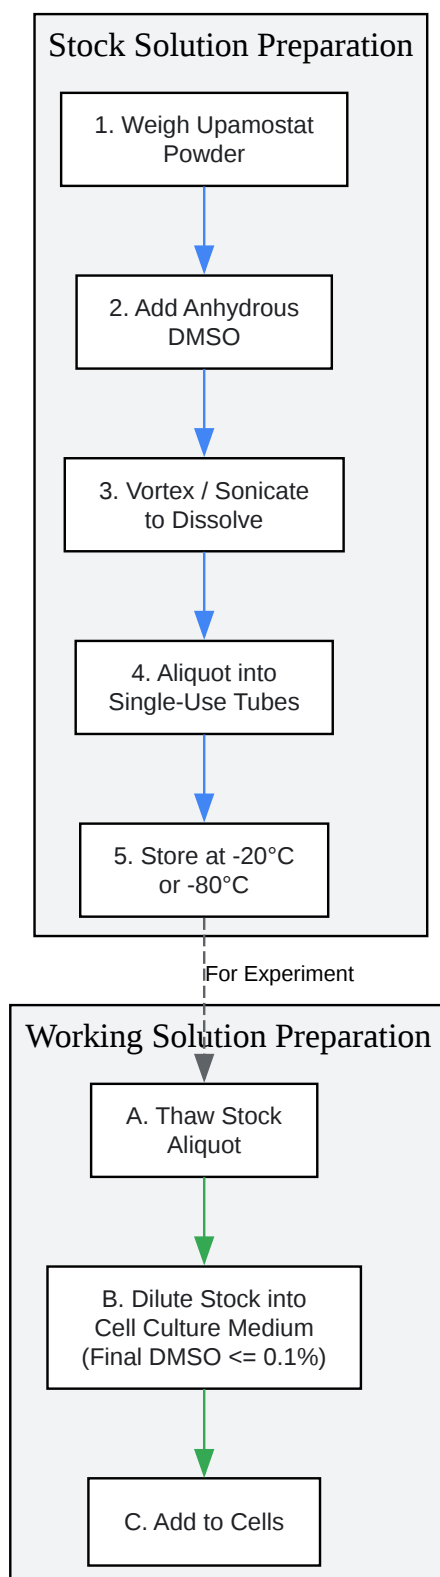 Stock Solution Preparation
1. Weigh Upamostat
Powder
2. Add Anhydrous
DMSO
3. Vortex / Sonicate
to Dissolve
4. Aliquot into
Single-Use Tubes
5. Store at -20°C
or -80°C
For Experiment
Working Solution Preparation
A. Thaw Stock
Aliquot
B. Dilute Stock into
Cell Culture Medium
(Final DMSO <= 0.1%)
C. Add to Cells